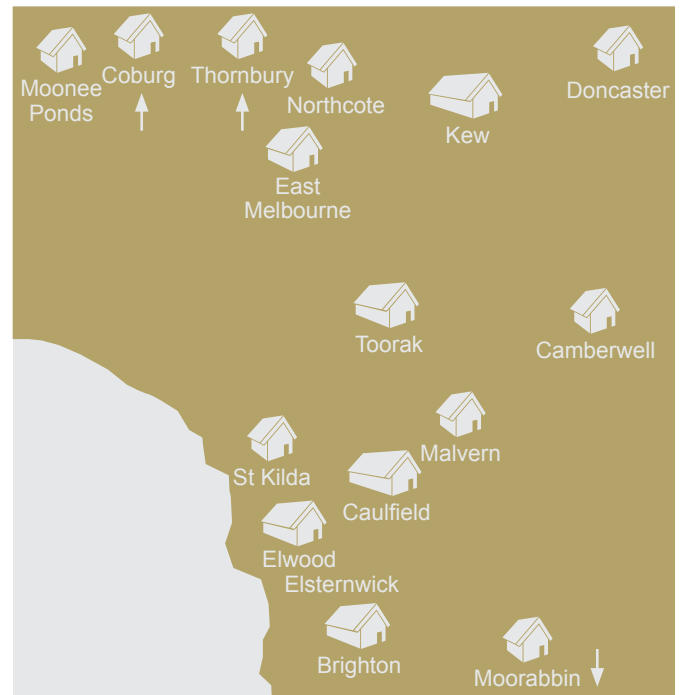 Moonee
Ponds
Coburg
Thornbury
Northcote
Kew
Doncaster
East
Melbourne
Toorak
Camberwell
Malvern
St Kilda
Caulfield
Elwood
Elsternwick
Brighton
Moorabbin